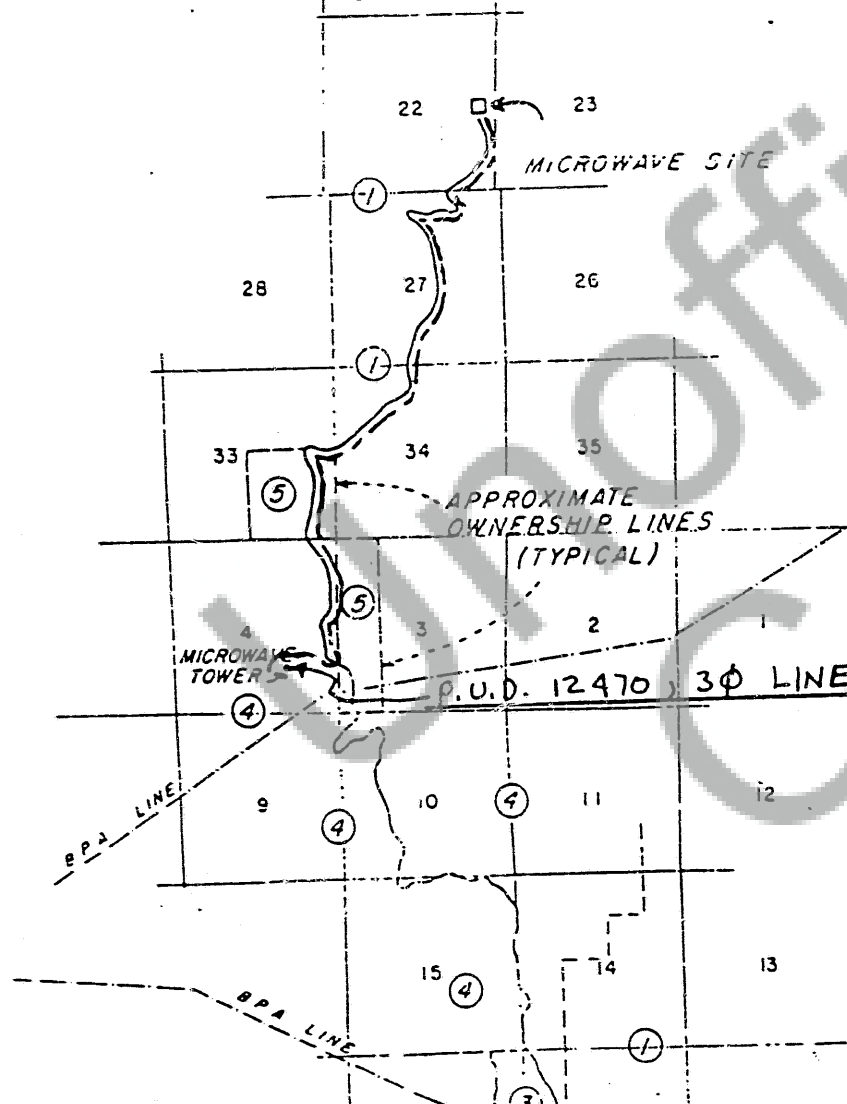 22
23
MICROWAVE SITE
1
28
27
26
1
33
34
35
5
APPROXIMATE
OWNERSHIP LINES
(TYPICAL)
5
4
3
2
1
MICROWAVE
TOWER
P.U.D. 12470 3Φ LINE
4
BPA LINE
9
10
4
11
12
4
15
4
14
13
BPA LINE
1
3
Unoffi
C